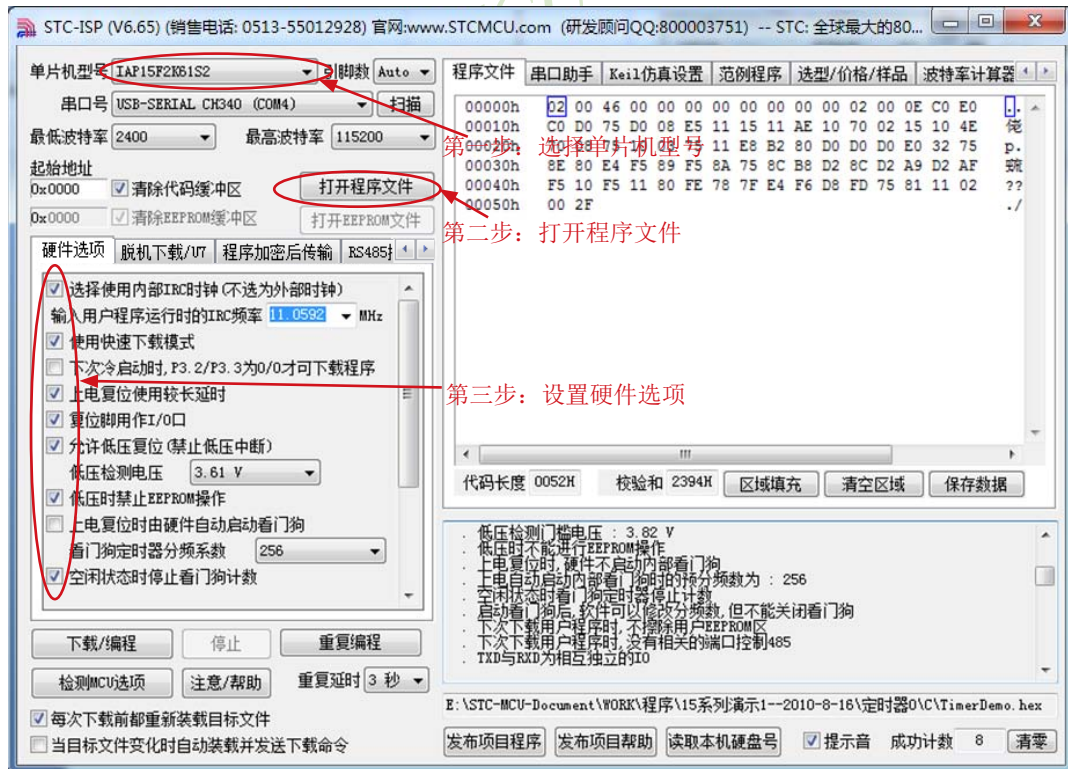 STC-ISP (V6.65) (销售电话: 0513-55012928) 官网:www.STCMCU.com (研发顾问QQ:800003751) -- STC: 全球最大的80...
单片机型号 IAP15F2K61S2 引脚数 Auto
串口号 USB-SERIAL CH340 (COM4) 扫描
最低波特率 2400 最高波特率 115200
起始地址
0x0000 清除代码缓冲区 打开程序文件
0x0000 清除EEPROM缓冲区 打开EEPROM文件
硬件选项 脱机下载/U7 程序加密后传输 RS485
选择使用内部IRC时钟(不选为外部时钟)
输入用户程序运行时的IRC频率 11.0592 MHz
使用快速下载模式
下次冷启动时,P3.2/P3.3为0/0才可下载程序
上电复位使用较长延时
复位脚用作I/O口
允许低压复位(禁止低压中断)
低压检测电压 3.61 V
低压时禁止EEPROM操作
上电复位时由硬件自动启动看门狗
看门狗定时器分频系数 256
空闲状态时停止看门狗计数
下载/编程 停止 重复编程
检测MCU选项 注意/帮助 重复延时 3 秒
每次下载前都重新装载目标文件
当目标文件变化时自动装载并发送下载命令
程序文件 串口助手 Keil仿真设置 范例程序 选型/价格/样品 波特率计算器
00000h 02 00 46 00 00 00 00 00 00 00 00 02 00 0E C0 E0 ..
00010h C0 D0 75 D0 08 E5 11 15 11 AE 10 70 02 15 10 4E
00020h 75 11 E8 B2 80 D0 D0 D0 E0 32 75 p.
00030h 8E 80 E4 F5 89 F5 8A 75 8C B8 D2 8C D2 A9 D2 AF
00040h F5 10 F5 11 80 FE 78 7F E4 F6 D8 FD 75 81 11 02 ??
00050h 00 2F ./
第一步: 选择单片机型号
第二步: 打开程序文件
第三步: 设置硬件选项
代码长度 0052H 校验和 2394H 区域填充 清空区域 保存数据
. 低压检测门槛电压 : 3.82 V
. 低压时不能进行EEPROM操作
. 上电复位时,硬件不启动内部看门狗
. 上电自动启动内部看门狗时的预分频数为 : 256
. 空闲状态时看门狗定时器停止计数
. 启动看门狗后,软件可以修改分频数,但不能关闭看门狗
. 下次下载用户程序时,不擦除用户EEPROM区
. 下次下载用户程序时,没有相关的端口控制485
. TXD与RXD为相互独立的IO
E:\STC-MCU-Document\WORK\程序\15系列演示1--2010-8-16\定时器0\C\TimerDemo.hex
发布项目程序 发布项目帮助 读取本机硬盘号 提示音 成功计数 8 清零